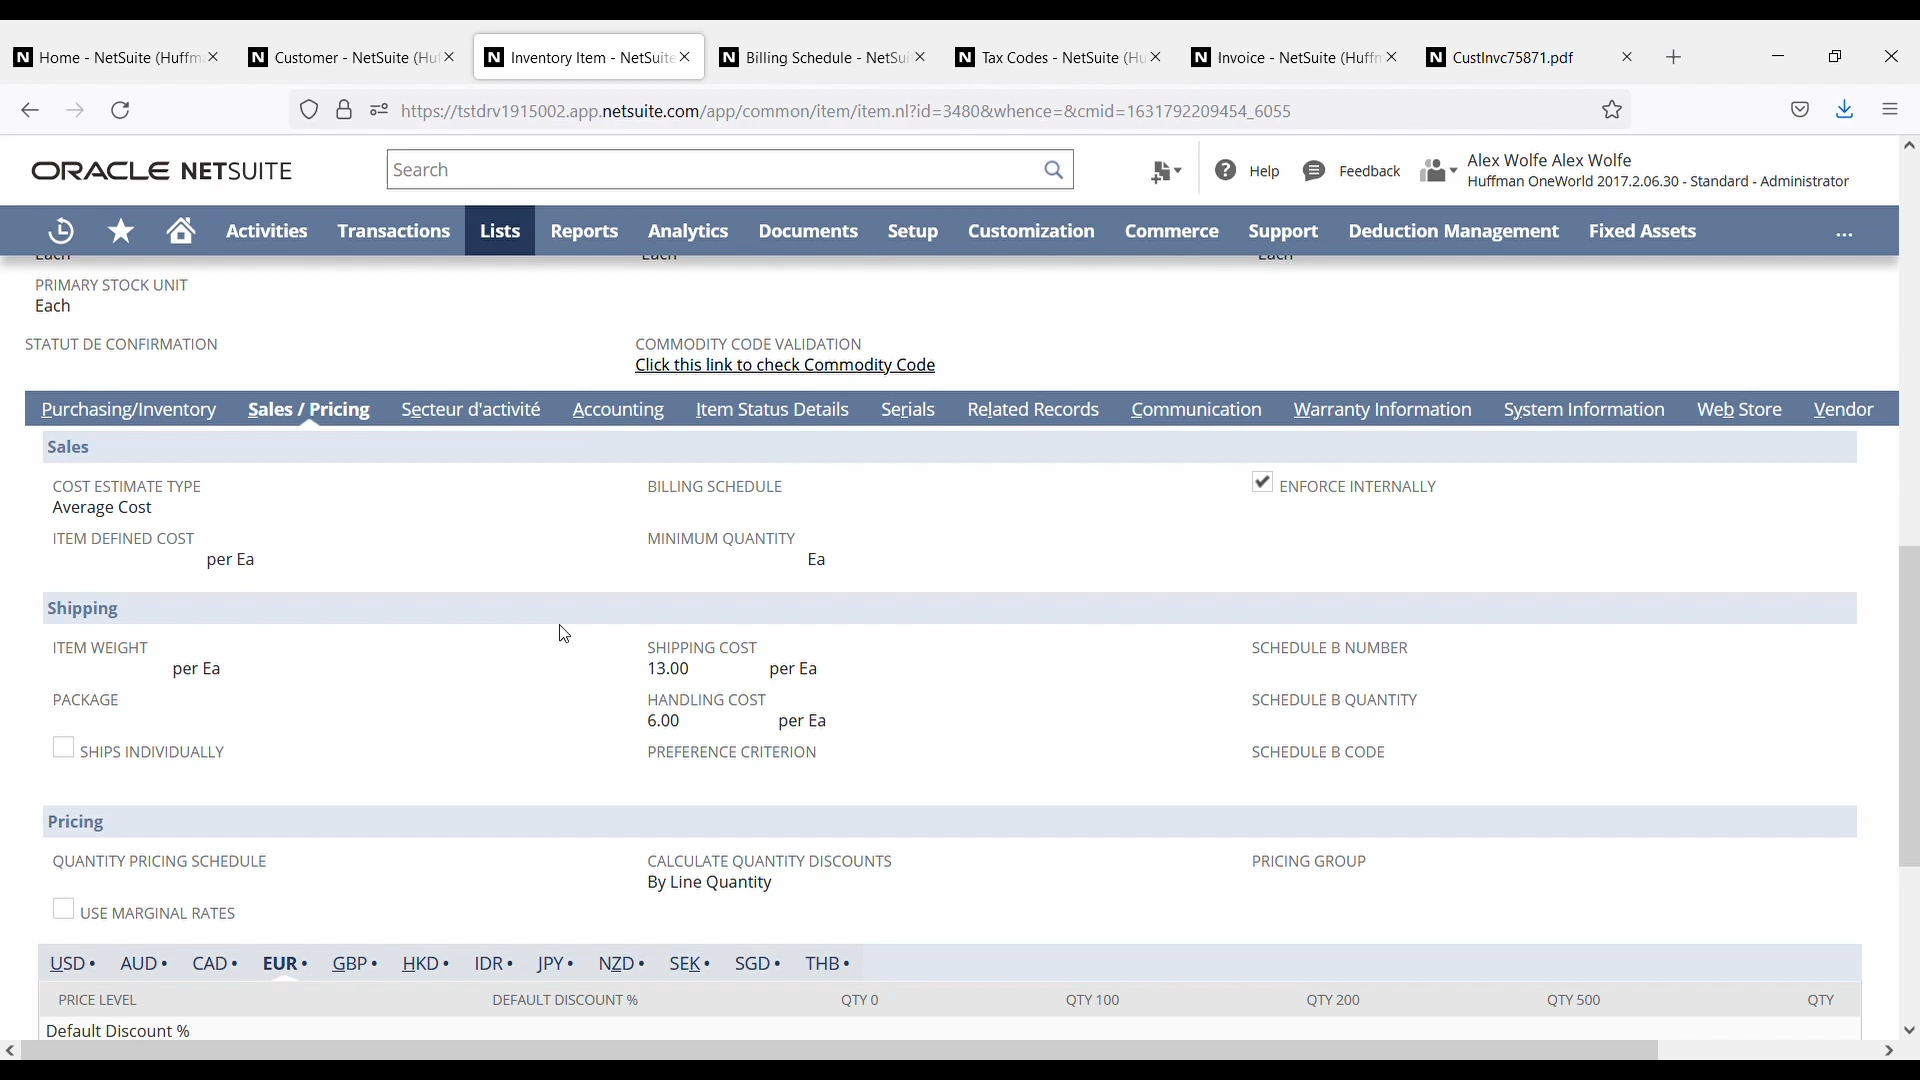 Home - NetSuite (Huffm Customer - NetSuite (Huf Inventory Item - NetSuite Billing Schedule - NetSui Tax Codes - NetSuite (Hu Invoice - NetSuite (Huffm CustInvc75871.pdf
https://tstdrv1915002.app.netsuite.com/app/common/item/item.nl?id=3480&whence=&cmid=1631792209454_6055
ORACLE NETSUITE Search Help Feedback Alex Wolfe Alex Wolfe
Huffman OneWorld 2017.2.06.30 - Standard - Administrator
Activities Transactions Lists Reports Analytics Documents Setup Customization Commerce Support Deduction Management Fixed Assets ...
Each Each Each
PRIMARY STOCK UNIT
Each
STATUT DE CONFIRMATION COMMODITY CODE VALIDATION
Click this link to check Commodity Code
Purchasing/Inventory Sales / Pricing Secteur d'activité Accounting Item Status Details Serials Related Records Communication Warranty Information System Information Web Store Vendor
Sales
COST ESTIMATE TYPE BILLING SCHEDULE ENFORCE INTERNALLY
Average Cost
ITEM DEFINED COST MINIMUM QUANTITY
per Ea Ea
Shipping
ITEM WEIGHT SHIPPING COST SCHEDULE B NUMBER
per Ea 13.00 per Ea
PACKAGE HANDLING COST SCHEDULE B QUANTITY
6.00 per Ea
SHIPS INDIVIDUALLY PREFERENCE CRITERION SCHEDULE B CODE
Pricing
QUANTITY PRICING SCHEDULE CALCULATE QUANTITY DISCOUNTS PRICING GROUP
By Line Quantity
USE MARGINAL RATES
USD • AUD • CAD • EUR • GBP • HKD • IDR • JPY • NZD • SEK • SGD • THB •
PRICE LEVEL DEFAULT DISCOUNT % QTY 0 QTY 100 QTY 200 QTY 500 QTY
Default Discount %